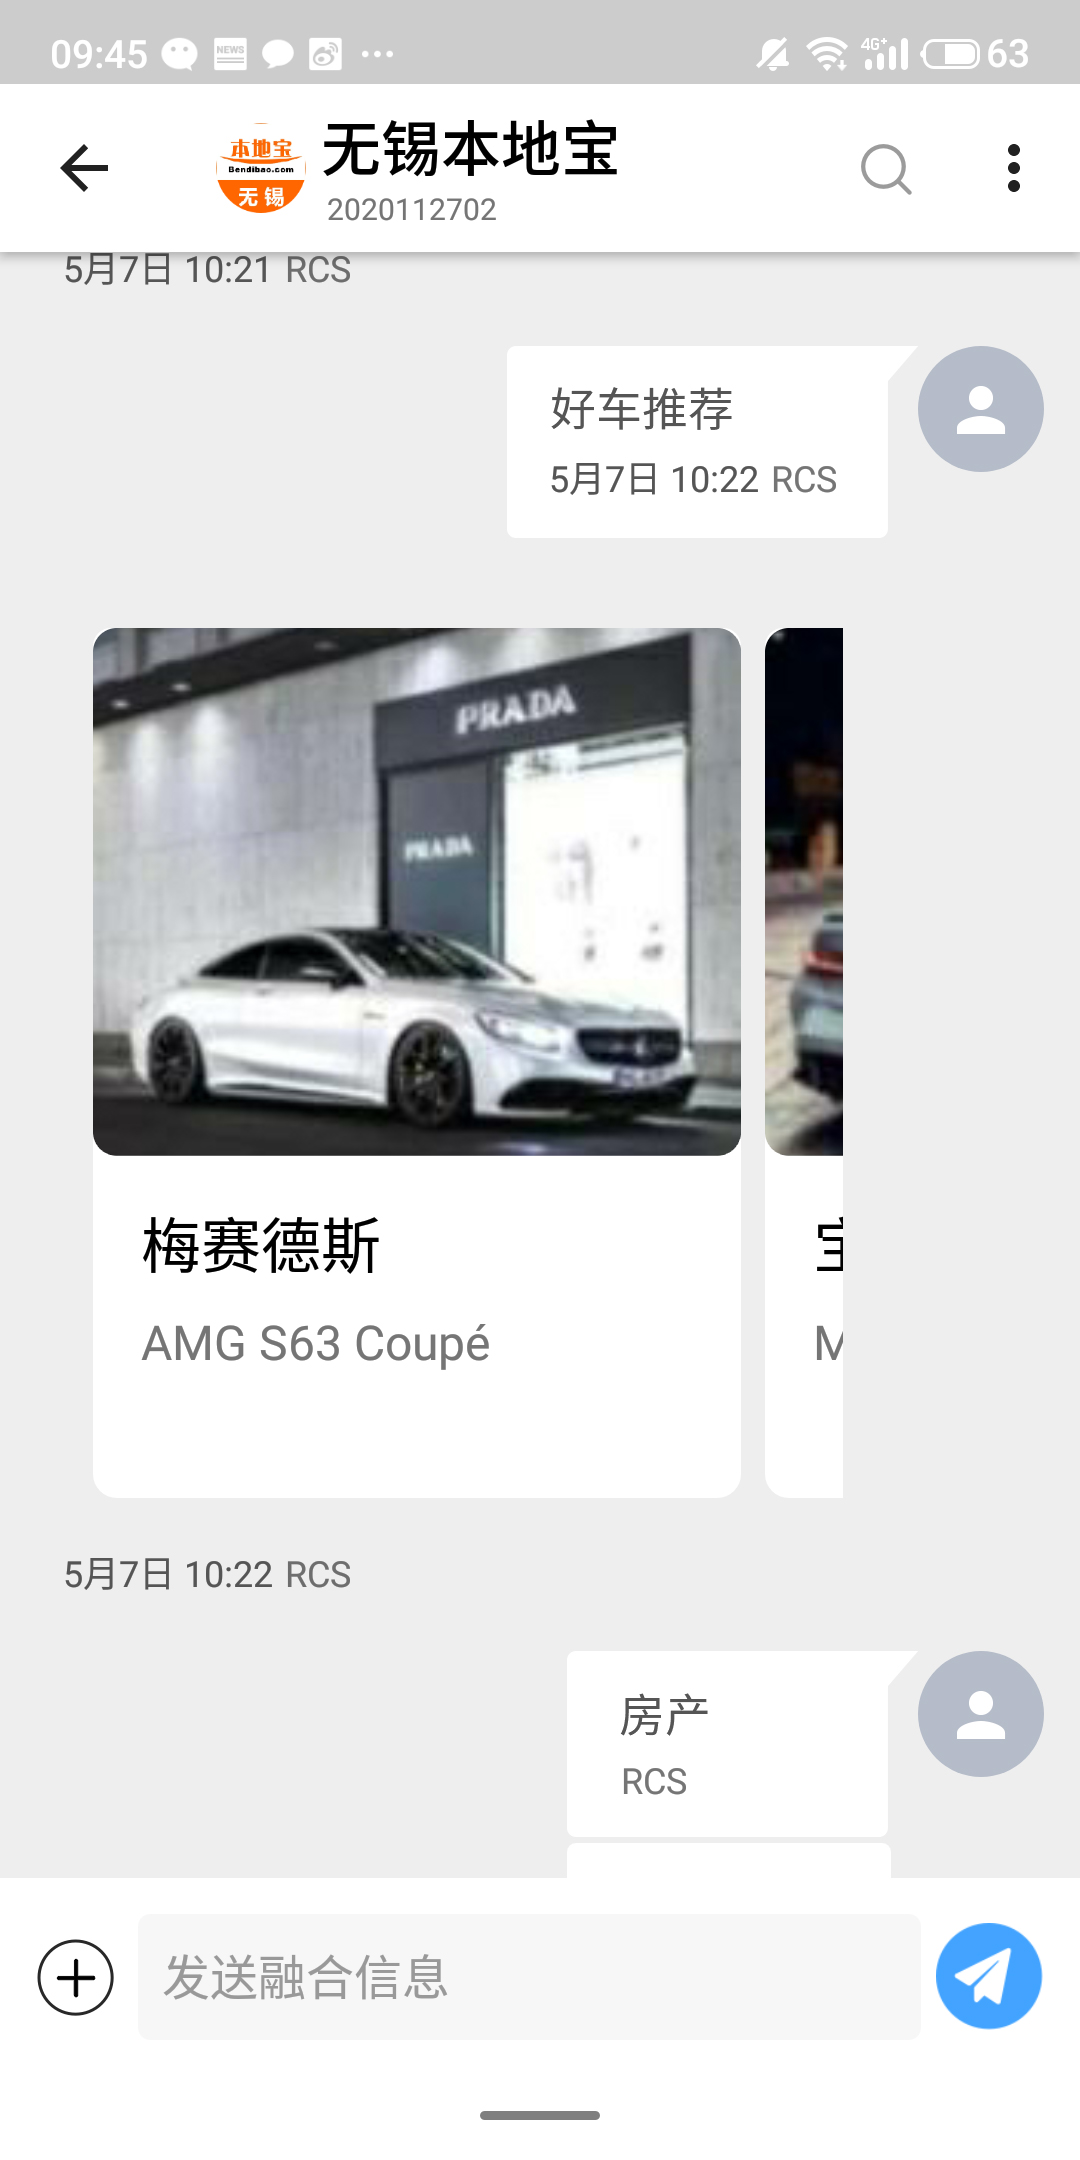 09:45
NEWS
4G+
63
本地宝
Bendibao.com
无锡
无锡本地宝
2020112702
5月7日 10:21 RCS
好车推荐
5月7日 10:22 RCS
PRADA
PRADA
梅赛德斯
AMG S63 Coupé
5月7日 10:22 RCS
房产
RCS
发送融合信息